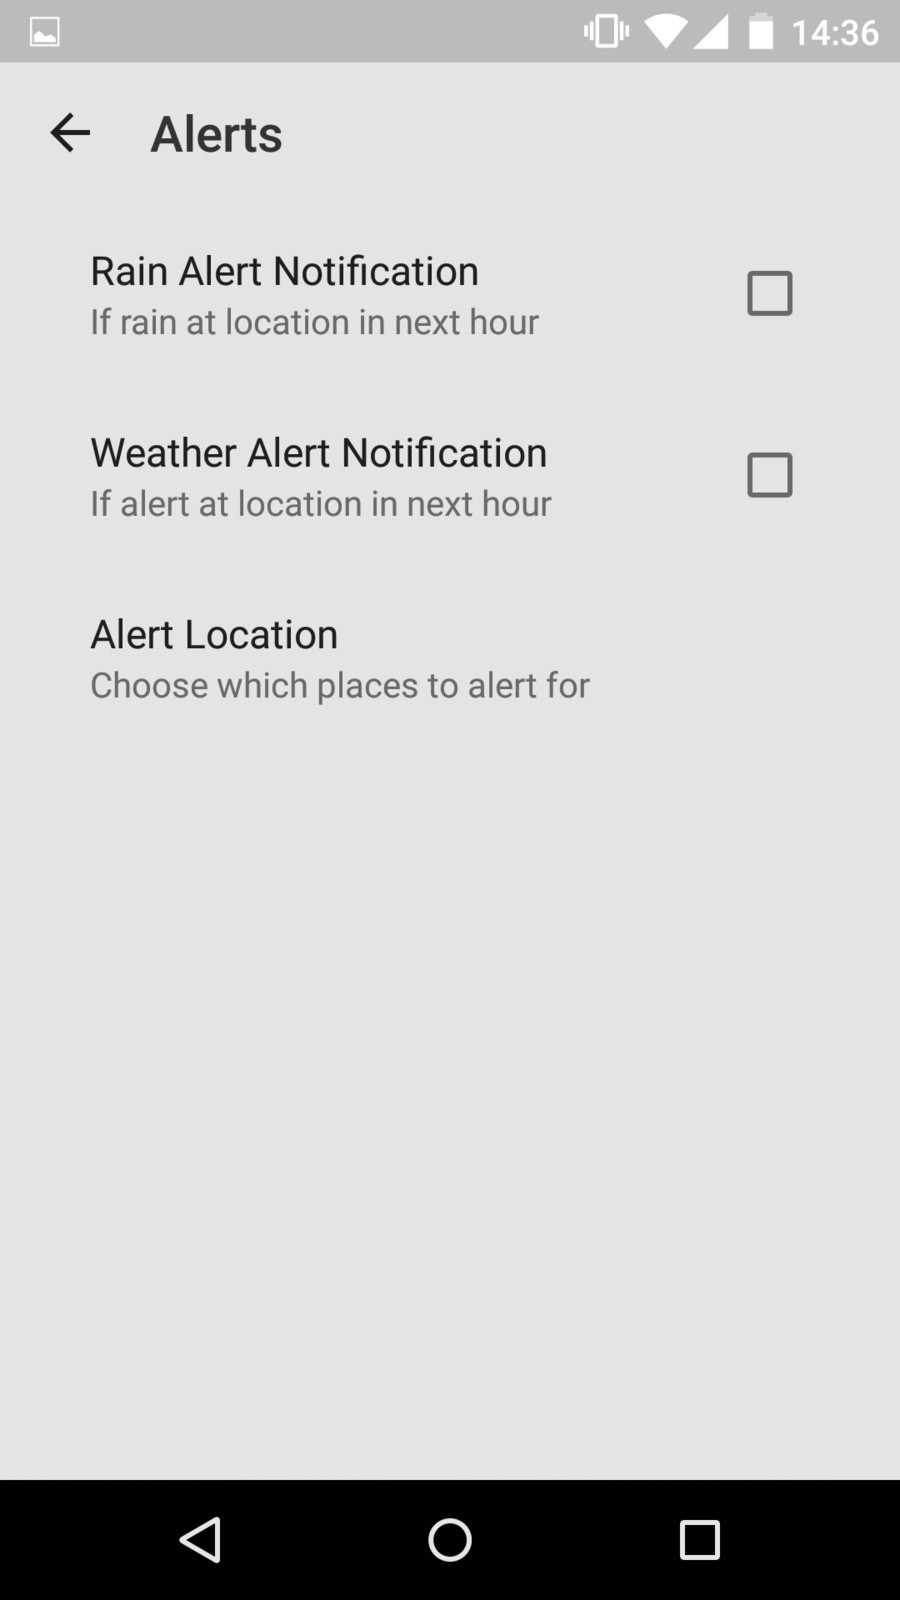 14:36
Alerts
Rain Alert Notification
If rain at location in next hour
Weather Alert Notification
If alert at location in next hour
Alert Location
Choose which places to alert for